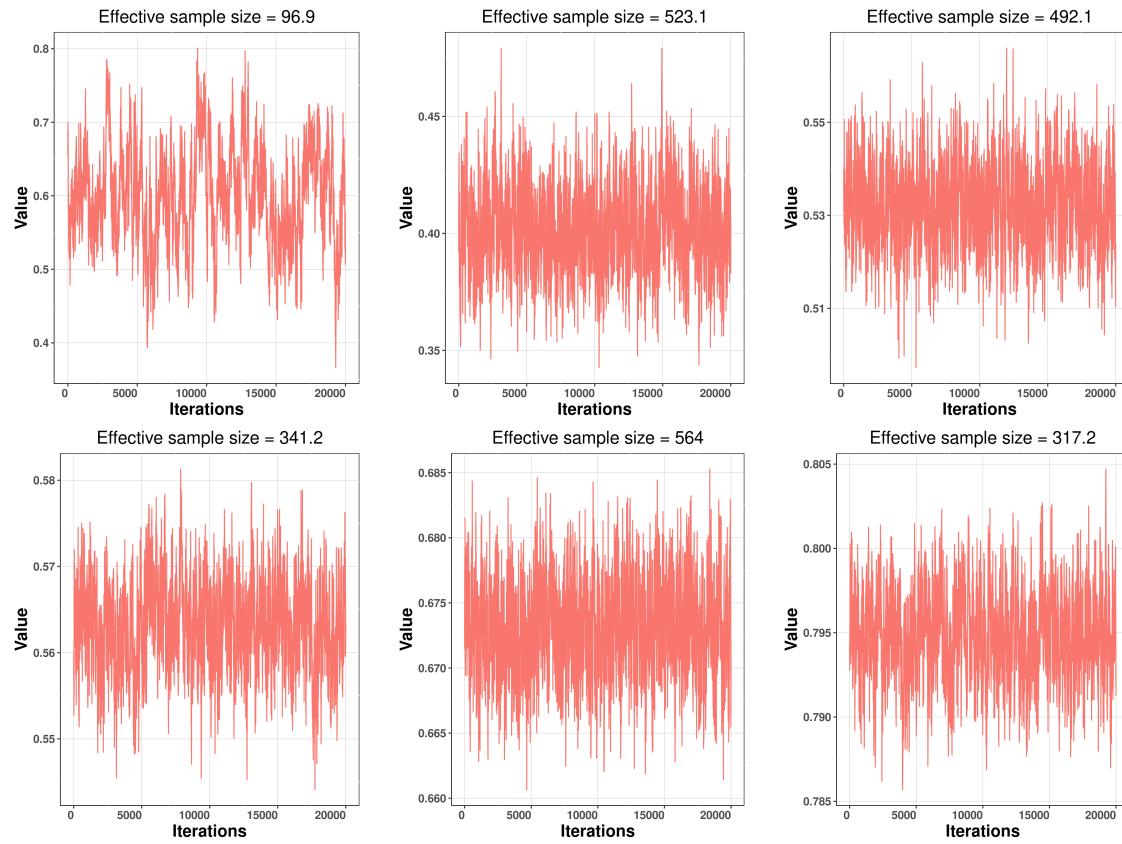 Effective sample size = 96.9
0.8
0.7
0.6
0.5
0.4
Value
0 5000 10000 15000 20000
Iterations
Effective sample size = 523.1
0.45
0.40
0.35
Value
0 5000 10000 15000 20000
Iterations
Effective sample size = 492.1
0.55
0.53
0.51
Value
0 5000 10000 15000 20000
Iterations
Effective sample size = 341.2
0.58
0.57
0.56
0.55
Value
0 5000 10000 15000 20000
Iterations
Effective sample size = 564
0.685
0.680
0.675
0.670
0.665
0.660
Value
0 5000 10000 15000 20000
Iterations
Effective sample size = 317.2
0.805
0.800
0.795
0.790
0.785
Value
0 5000 10000 15000 20000
Iterations